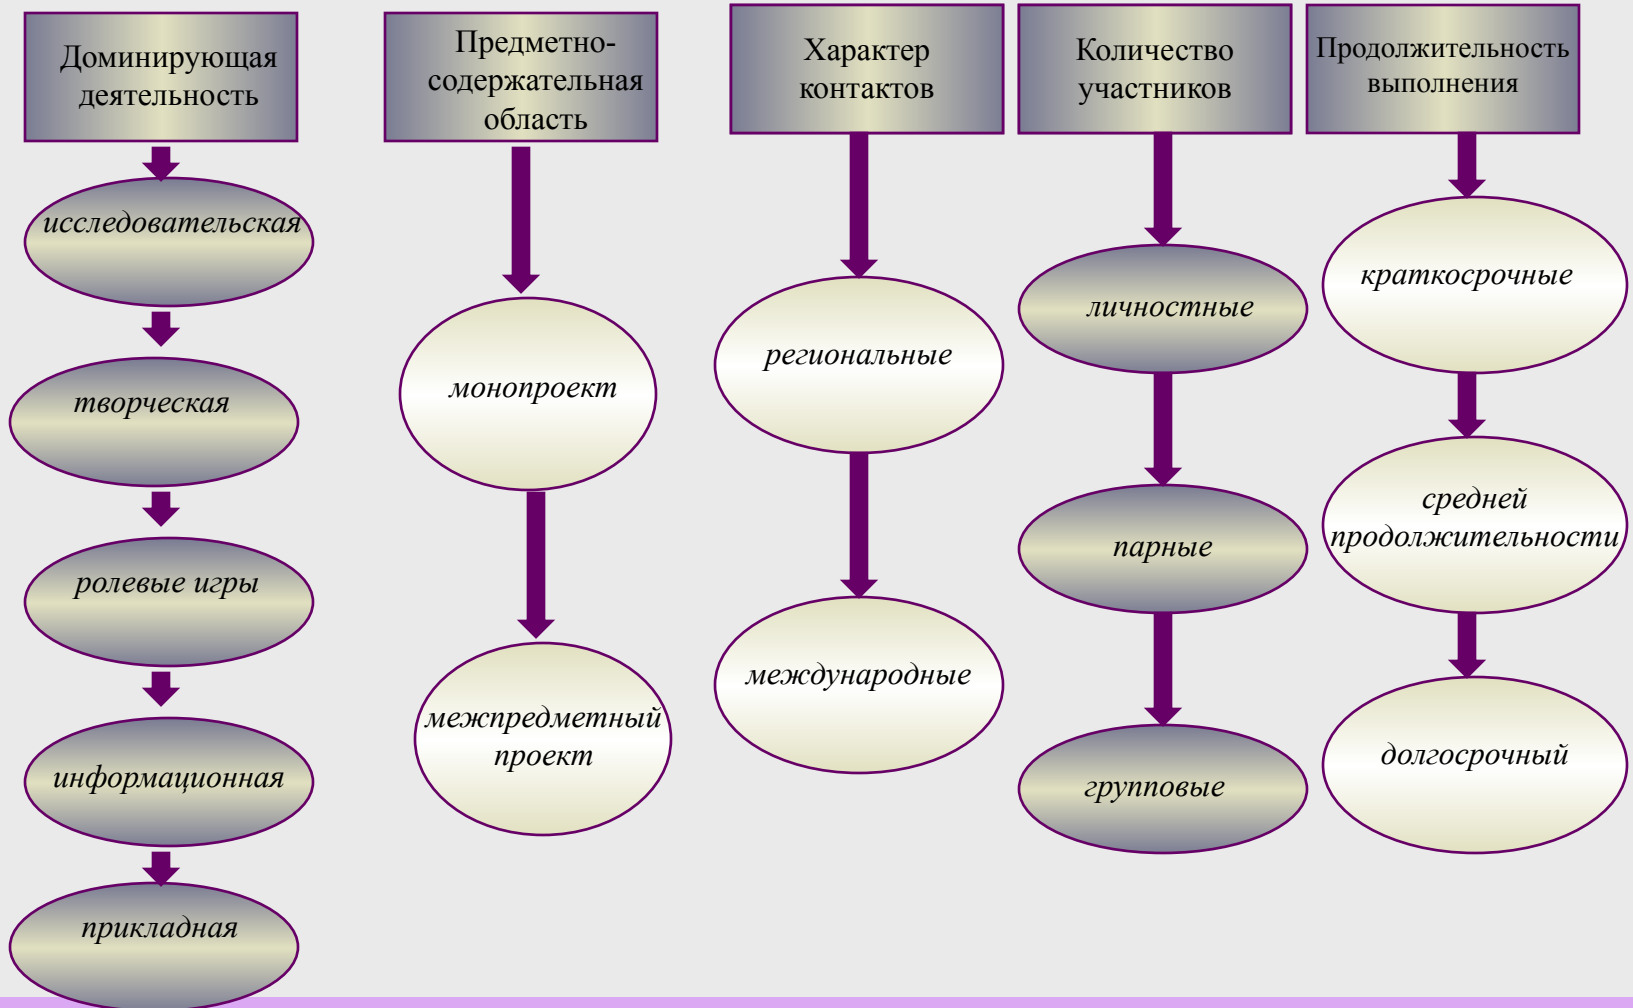 Доминирующая
деятельность
исследовательская
творческая
ролевые игры
информационная
прикладная
Предметно-
содержательная
область
монопроект
межпредметный
проект
Характер
контактов
региональные
международные
Количество
участников
личностные
парные
групповые
Продолжительность
выполнения
краткосрочные
средней
продолжительности
долгосрочный